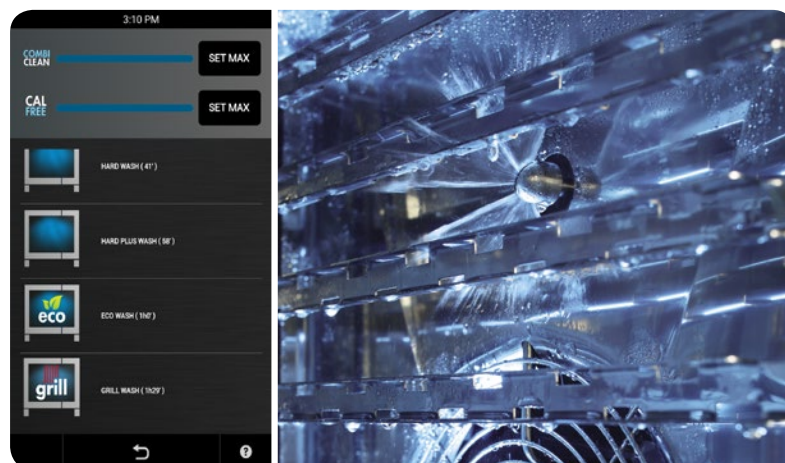 3:10 PM
COMBI
CLEAN
SET MAX
CAL
FREE
SET MAX
HARD WASH ( 41' )
HARD PLUS WASH ( 58' )
eco
ECO WASH ( 1h0' )
grill
GRILL WASH ( 1h29' )
?